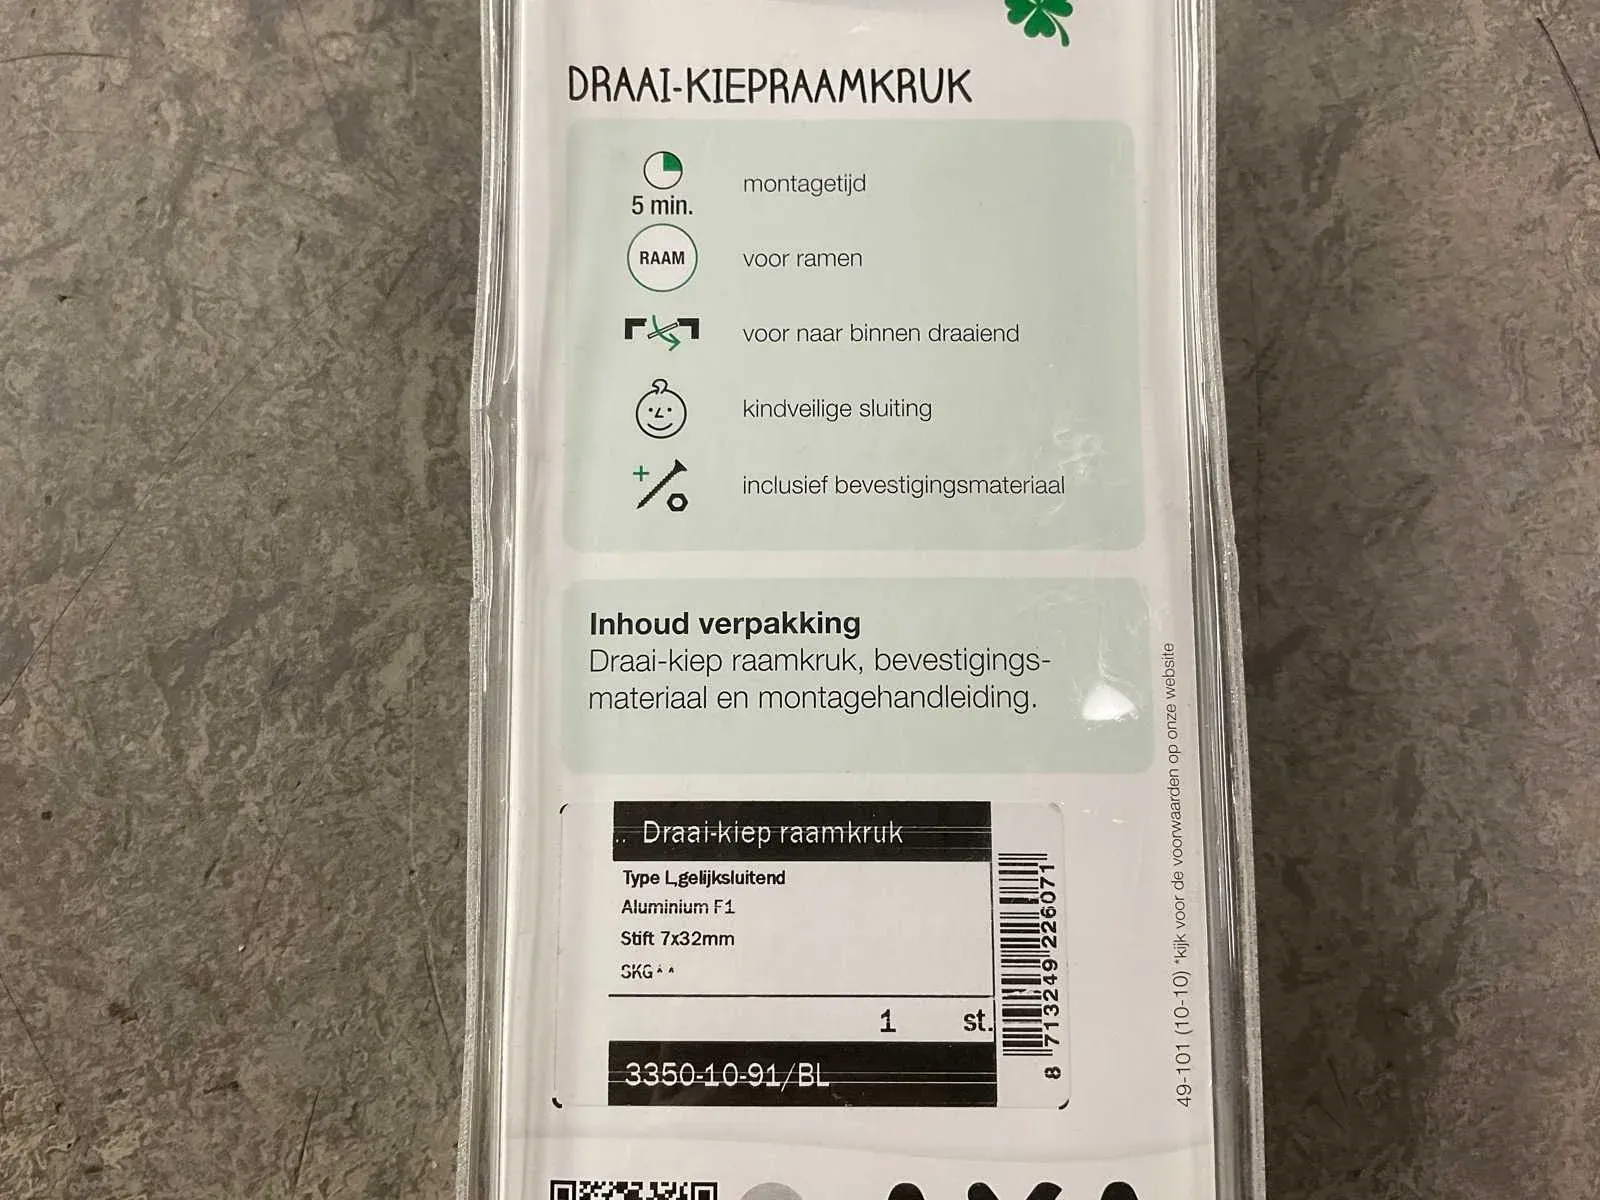 DRAAI-KIEPRAAMKRUK
5 min.
montagetijd
RAAM
voor ramen
voor naar binnen draaiend
kindveilige sluiting
inclusief bevestigingsmateriaal
Inhoud verpakking
Draai-kiep raamkruk, bevestigings-
materiaal en montagehandleiding.
Draai-kiep raamkruk
Type L,gelijksluitend
Aluminium F1
Stift 7x32mm
SKG**
1 st.
3350-10-91/BL
8 713249 226071
49-101 (10-10) *kijk voor de voorwaarden op onze website